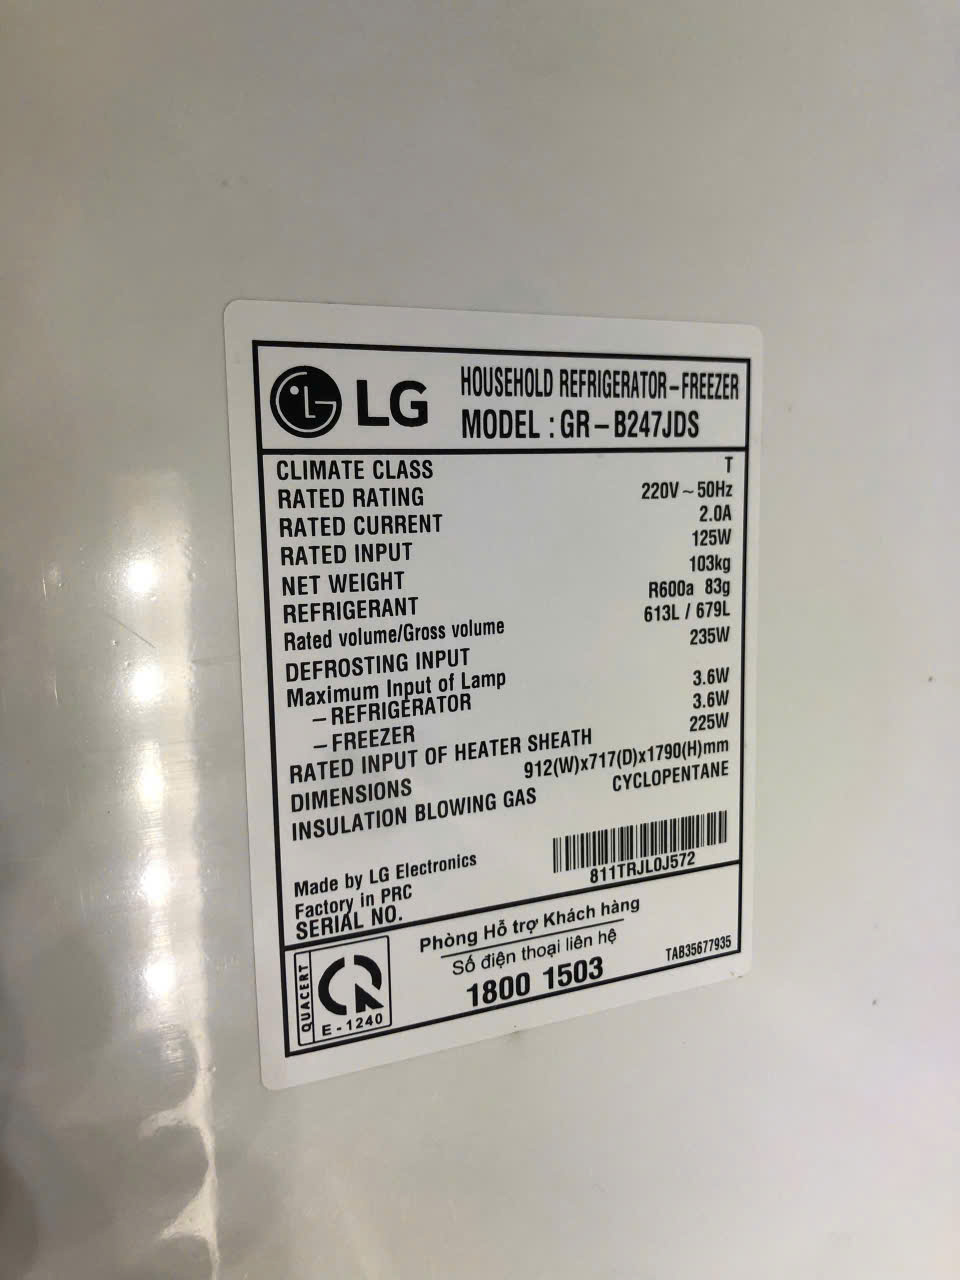 LG
HOUSEHOLD REFRIGERATOR-FREEZER
MODEL : GR-B247JDS
CLIMATE CLASS T
RATED RATING 220V ~ 50Hz
RATED CURRENT 2.0A
RATED INPUT 125W
NET WEIGHT 103kg
REFRIGERANT R600a 83g
Rated volume/Gross volume 613L / 679L
DEFROSTING INPUT 235W
Maximum Input of Lamp
-REFRIGERATOR 3.6W
-FREEZER 3.6W
RATED INPUT OF HEATER SHEATH 225W
DIMENSIONS 912(W)x717(D)x1790(H)mm
INSULATION BLOWING GAS CYCLOPENTANE
Made by LG Electronics
Factory in PRC
SERIAL NO. 811TRJL0J572
QUACERT
E - 1240
Phòng Hỗ trợ Khách hàng
Số điện thoại liên hệ
1800 1503
TAB35677935